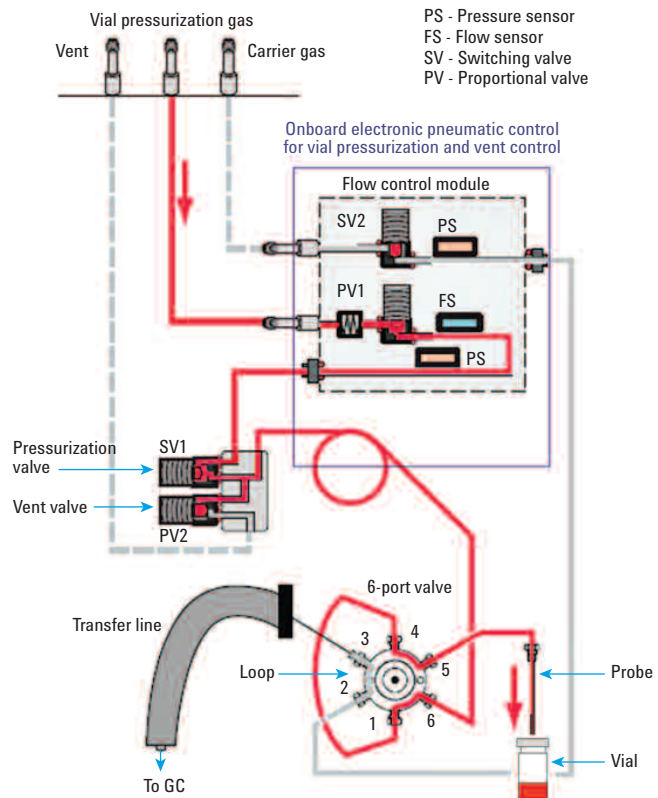 Vial pressurization gas
Vent
Carrier gas
PS - Pressure sensor
FS - Flow sensor
SV - Switching valve
PV - Proportional valve
Onboard electronic pneumatic control
for vial pressurization and vent control
Flow control module
SV2
PS
PV1
FS
PS
Pressurization
valve
SV1
Vent valve
PV2
6-port valve
Transfer line
3
4
Loop
5
Probe
2
1
6
Vial
To GC